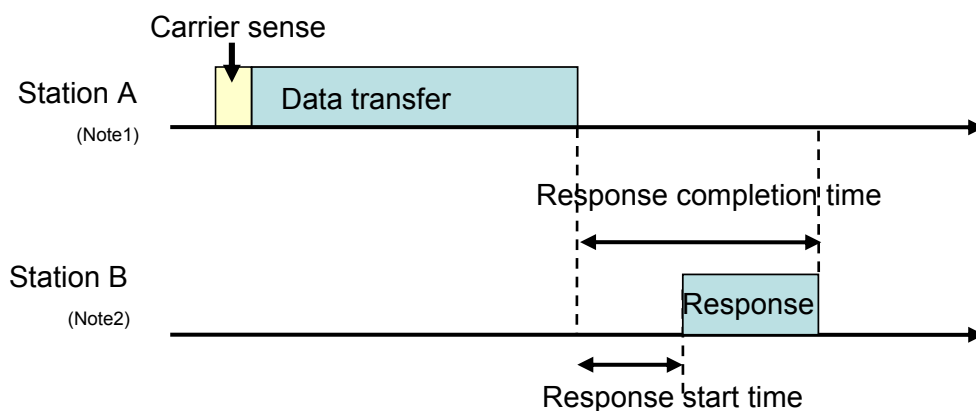 Carrier sense
Station A
Data transfer
(Note1)
Response completion time
Station B
Response
(Note2)
Response start time